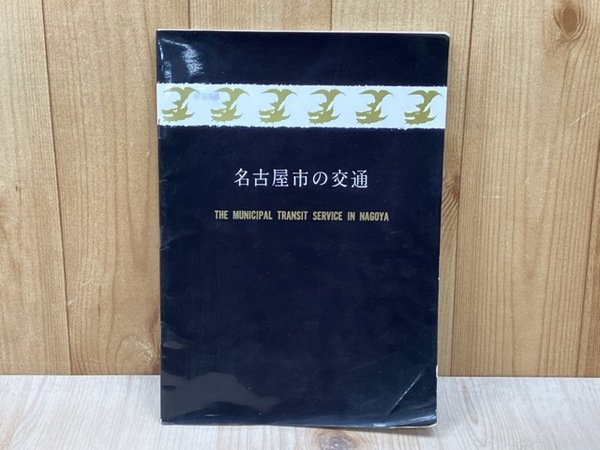 名古屋市の交通
THE MUNICIPAL TRANSIT SERVICE IN NAGOYA